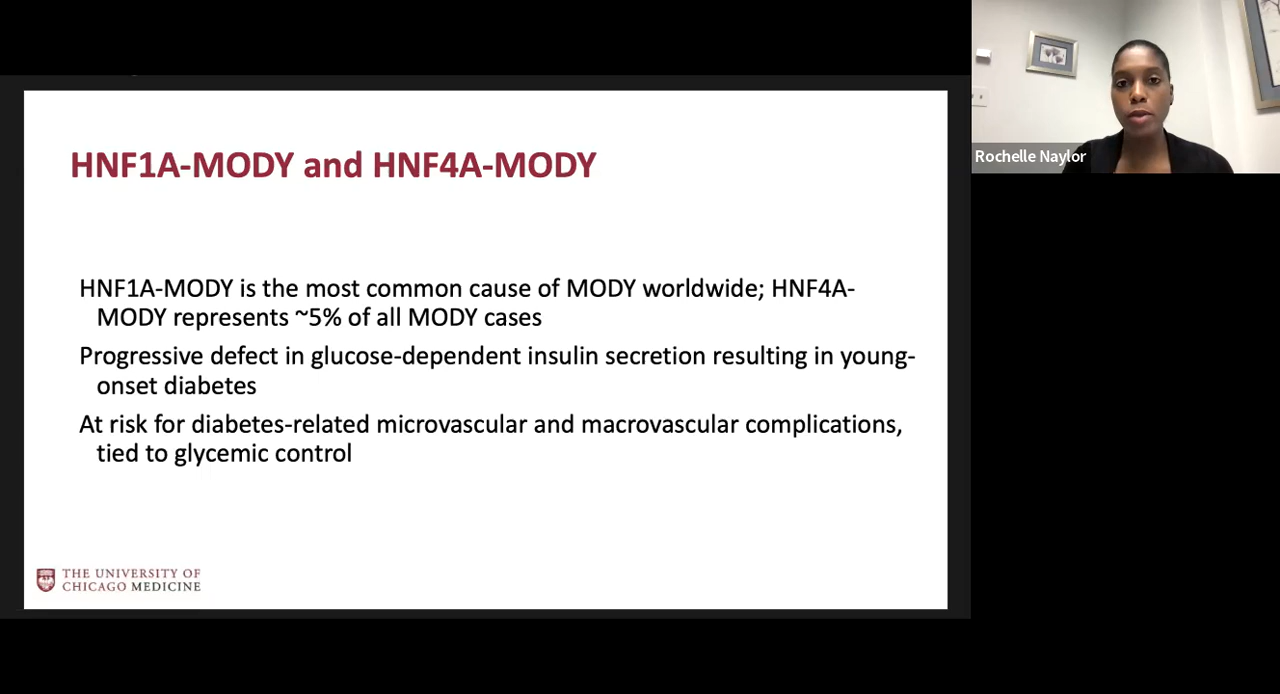 HNF1A-MODY and HNF4A-MODY
HNF1A-MODY is the most common cause of MODY worldwide; HNF4A-
MODY represents ~5% of all MODY cases
Progressive defect in glucose-dependent insulin secretion resulting in young-
onset diabetes
At risk for diabetes-related microvascular and macrovascular complications,
tied to glycemic control
THE UNIVERSITY OF
CHICAGO MEDICINE
Rochelle Naylor